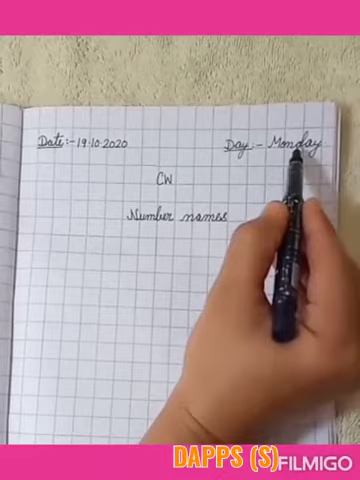 Date:- 19.10.2020 Day:- Monday
CW
Number names
DAPPS (S) FILMIGO